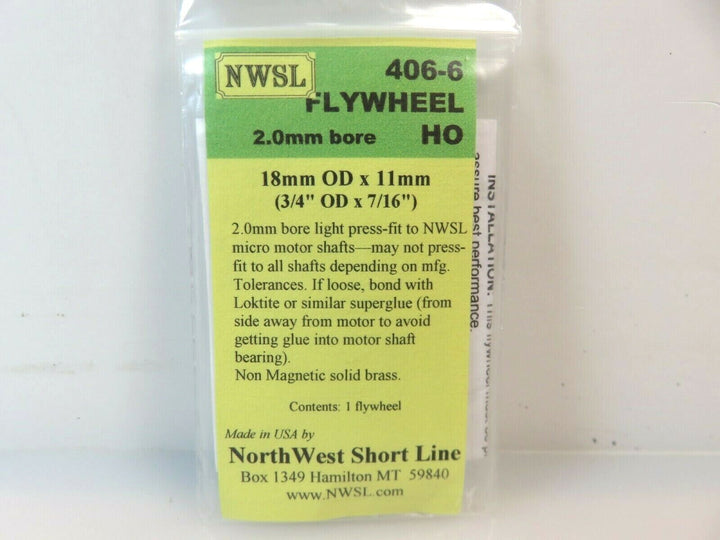 NWSL
406-6
FLYWHEEL
2.0mm bore HO
18mm OD x 11mm
(3/4" OD x 7/16")
2.0mm bore light press-fit to NWSL
micro motor shafts—may not press-
fit to all shafts depending on mfg.
Tolerances. If loose, bond with
Loktite or similar superglue (from
side away from motor to avoid
getting glue into motor shaft
bearing).
Non Magnetic solid brass.
Contents: 1 flywheel
Made in USA by
NorthWest Short Line
Box 1349 Hamilton MT 59840
www.NWSL.com
INSTALLATION: This flywheel must be
assure best performance.